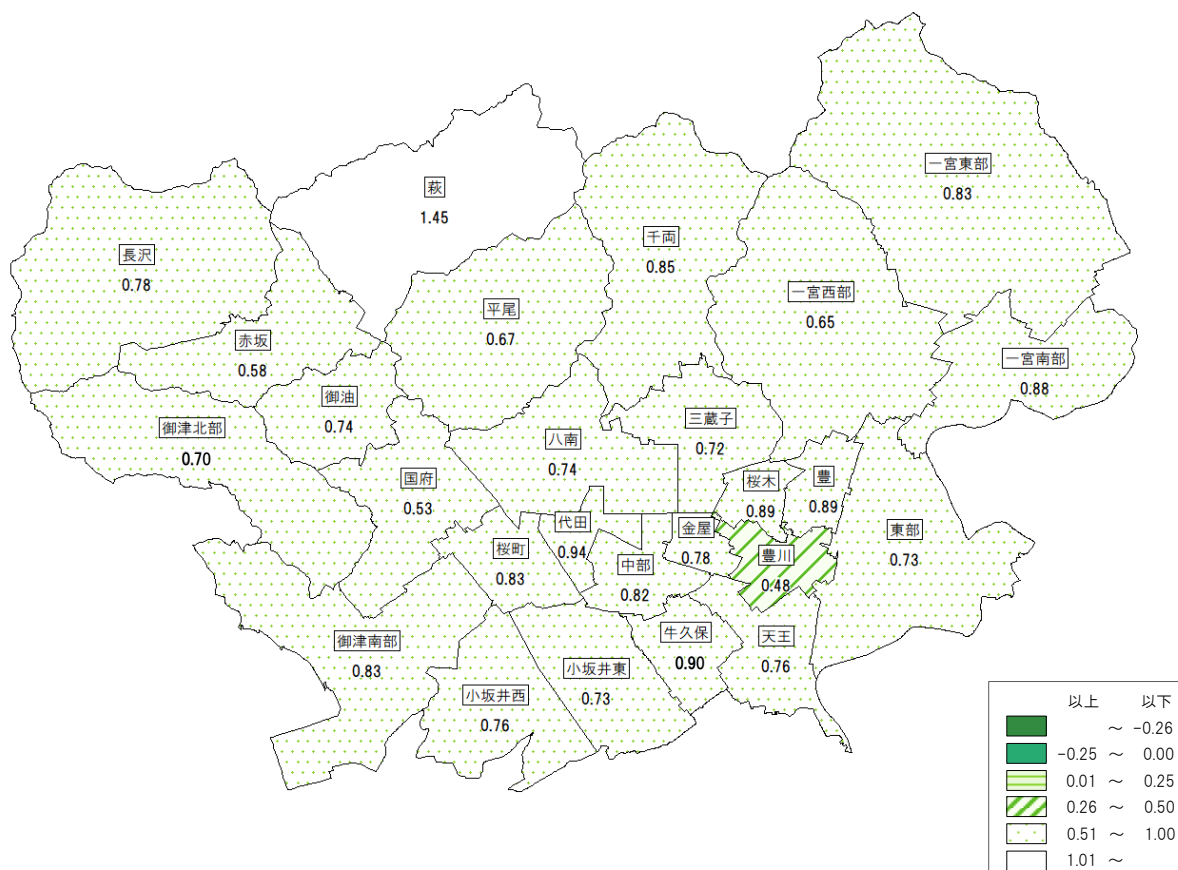 萩
1.45
一宮東部
0.83
千両
0.85
長沢
0.78
一宮西部
0.65
平尾
0.67
赤坂
0.58
一宮南部
0.88
御油
0.74
三蔵子
0.72
御津北部
0.70
八南
0.74
国府
0.53
桜木
0.89
豊
0.89
代田
0.94
金屋
0.78
東部
0.73
桜町
0.83
中部
0.82
豊川
0.48
御津南部
0.83
牛久保
0.90
天王
0.76
小坂井東
0.73
小坂井西
0.76
以上 以下
～ -0.26
-0.25 ～ 0.00
0.01 ～ 0.25
0.26 ～ 0.50
0.51 ～ 1.00
1.01 ～